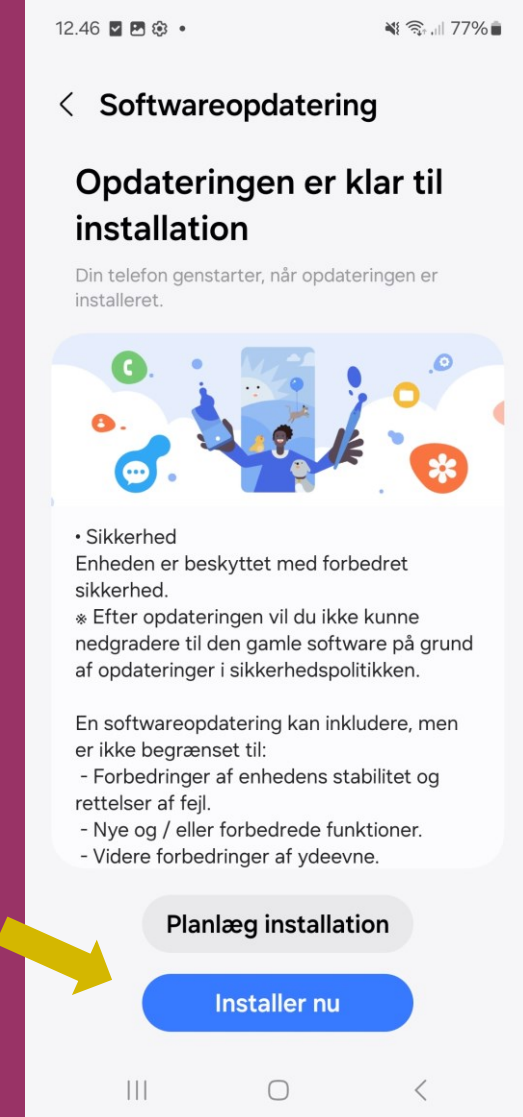 12.46 77%
Softwareopdatering
Opdateringen er klar til
installation
Din telefon genstarter, når opdateringen er
installeret.
• Sikkerhed
Enheden er beskyttet med forbedret
sikkerhed.
※ Efter opdateringen vil du ikke kunne
nedgradere til den gamle software på grund
af opdateringer i sikkerhedspolitikken.
En softwareopdatering kan inkludere, men
er ikke begrænset til:
- Forbedringer af enhedens stabilitet og
rettelser af fejl.
- Nye og / eller forbedrede funktioner.
- Videre forbedringer af ydeevne.
Planlæg installation
Installer nu